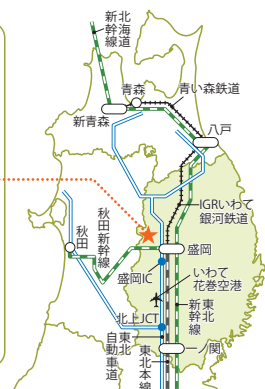 北海道
新幹線
青森
青い森鉄道
新青森
八戸
IGRいわて
銀河鉄道
秋田
秋田新幹線
盛岡
盛岡IC
いわて
花巻空港
東北
新幹線
北上JCT
東北
自動車道
東北本線
一ノ関